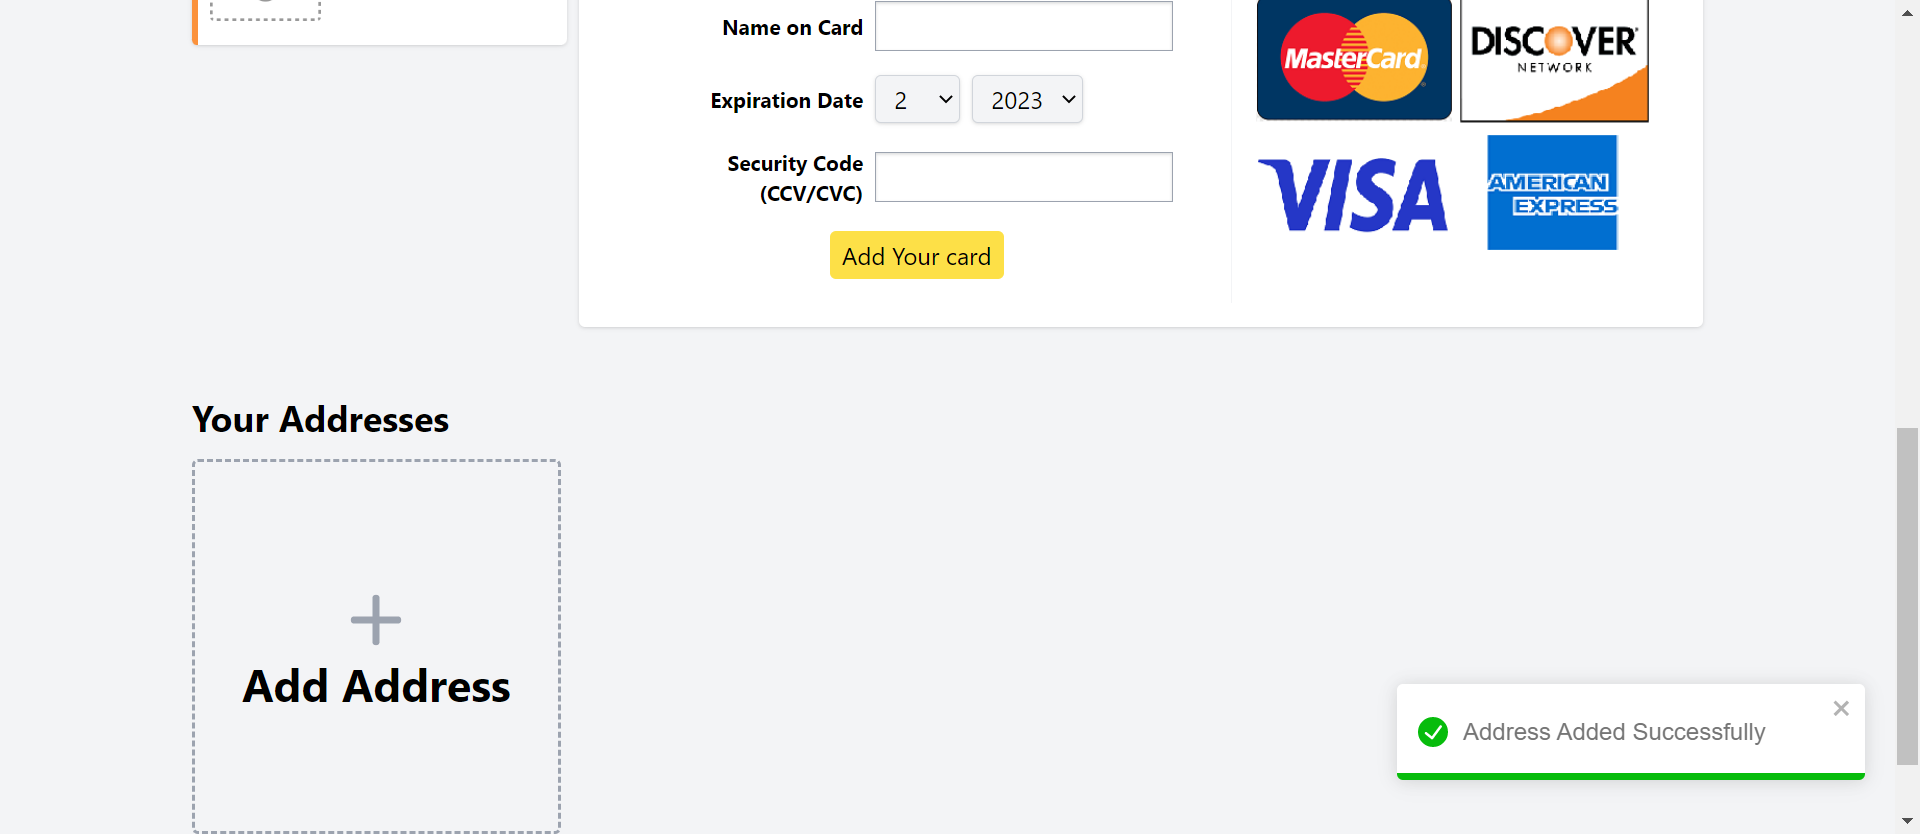 Name on Card
Expiration Date 2 2023
Security Code
(CCV/CVC)
Add Your card
MasterCard
DISCOVER
NETWORK
VISA
AMERICAN
EXPRESS
Your Addresses
Add Address
Address Added Successfully